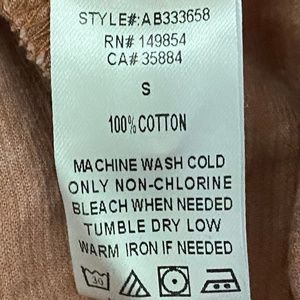 STYLE#: AB333658
RN# 149854
CA# 35884
S
100% COTTON
MACHINE WASH COLD
ONLY NON-CHLORINE
BLEACH WHEN NEEDED
TUMBLE DRY LOW
WARM IRON IF NEEDED
30